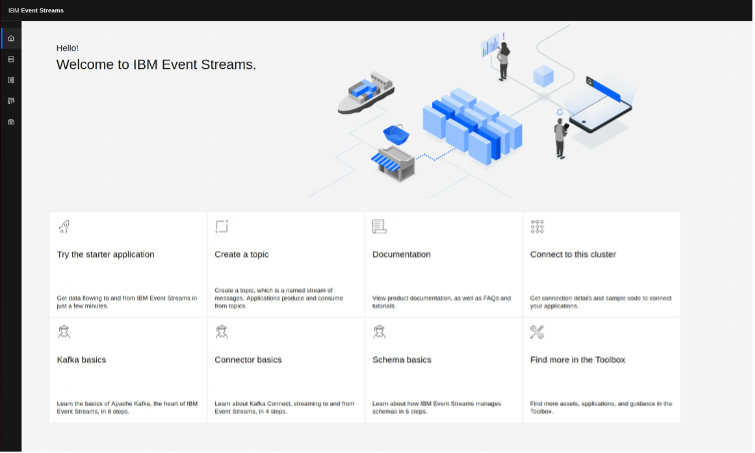 IBM Event Streams
Hello!
Welcome to IBM Event Streams.
Try the starter application
Get data flowing to and from IBM Event Streams in
just a few minutes.
Create a topic
Create a topic, which is a named stream of
messages. Applications produce and consume
from topics.
Documentation
View product documentation, as well as FAQs and
tutorials.
Connect to this cluster
Get connection details and sample code to connect
your applications.
Kafka basics
Learn the basics of Apache Kafka, the heart of IBM
Event Streams, in 8 steps.
Connector basics
Learn about Kafka Connect, streaming to and from
Event Streams, in 4 steps.
Schema basics
Learn about how IBM Event Streams manages
schemas in 6 steps.
Find more in the Toolbox
Find more assets, applications, and guidance in the
Toolbox.